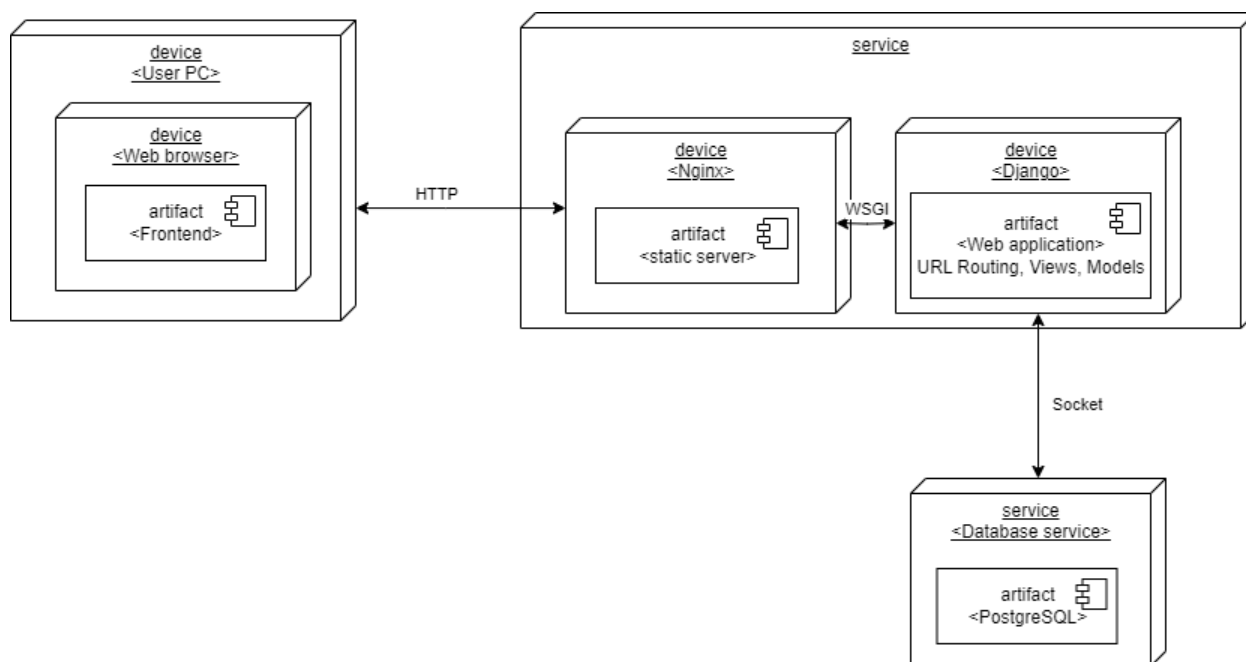 device
<User PC>
device
<Web browser>
artifact
<Frontend>
HTTP
service
device
<Nginx>
artifact
<static server>
WSGI
device
<Django>
artifact
<Web application>
URL Routing, Views, Models
Socket
service
<Database service>
artifact
<PostgreSQL>